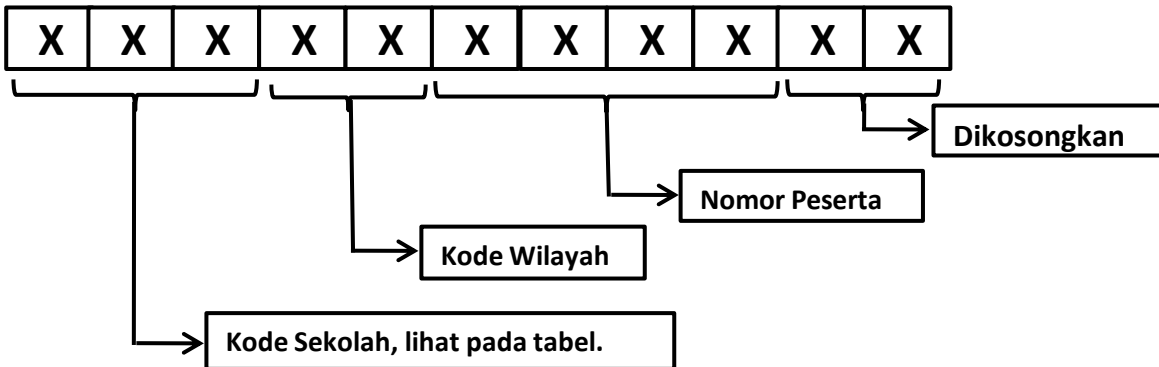 X X X X X X X X X X X
Dikosongkan
Nomor Peserta
Kode Wilayah
Kode Sekolah, lihat pada tabel.